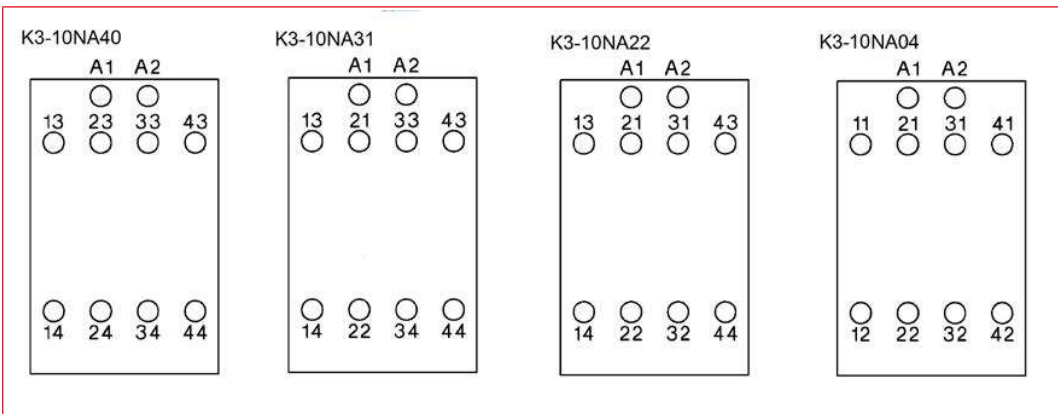 K3-10NA40
A1 A2
13 23 33 43
14 24 34 44
K3-10NA31
A1 A2
13 21 33 43
14 22 34 44
K3-10NA22
A1 A2
13 21 31 43
14 22 32 44
K3-10NA04
A1 A2
11 21 31 41
12 22 32 42